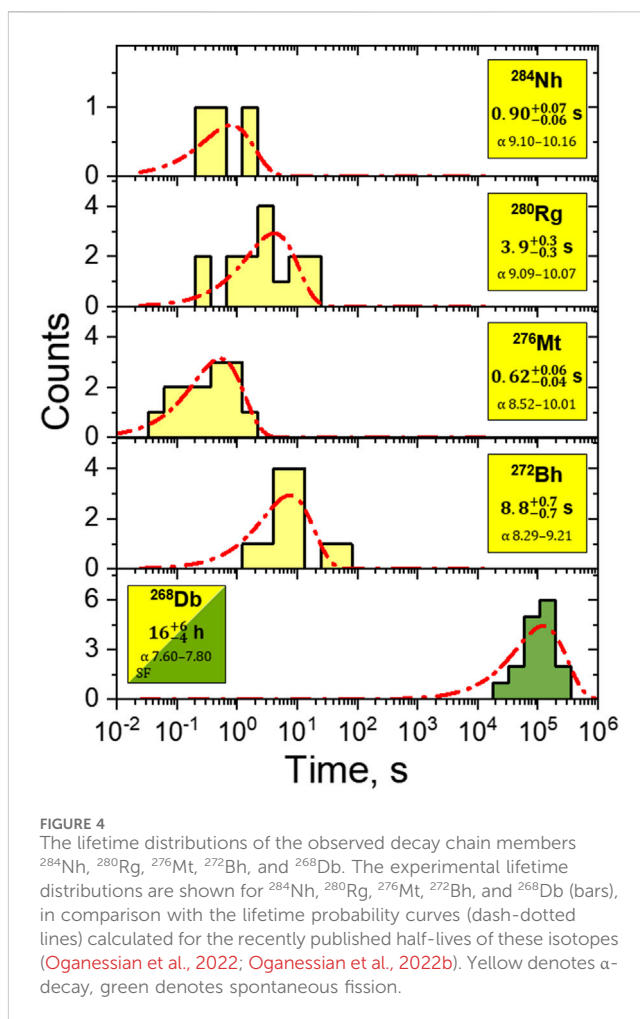 ²⁸⁴Nh
0.90⁺⁰·⁰⁷₋₀.₀₆ s
α 9.10–10.16
1
0
²⁸⁰Rg
3.9⁺⁰·³₋₀.₃ s
α 9.09–10.07
4
2
0
²⁷⁶Mt
0.62⁺⁰·⁰⁶₋₀.₀₄ s
α 8.52–10.01
4
2
0
Counts
²⁷²Bh
8.8⁺⁰·⁷₋₀.₇ s
α 8.29–9.21
4
2
0
²⁶⁸Db
16⁺⁶₋₄ h
α 7.60–7.80
SF
6
3
0
10⁻² 10⁻¹ 10⁰ 10¹ 10² 10³ 10⁴ 10⁵ 10⁶
Time, s
FIGURE 4
The lifetime distributions of the observed decay chain members
²⁸⁴Nh, ²⁸⁰Rg, ²⁷⁶Mt, ²⁷²Bh, and ²⁶⁸Db. The experimental lifetime
distributions are shown for ²⁸⁴Nh, ²⁸⁰Rg, ²⁷⁶Mt, ²⁷²Bh, and ²⁶⁸Db (bars),
in comparison with the lifetime probability curves (dash-dotted
lines) calculated for the recently published half-lives of these isotopes
(Oganessian et al., 2022; Oganessian et al., 2022b). Yellow denotes α-
decay, green denotes spontaneous fission.